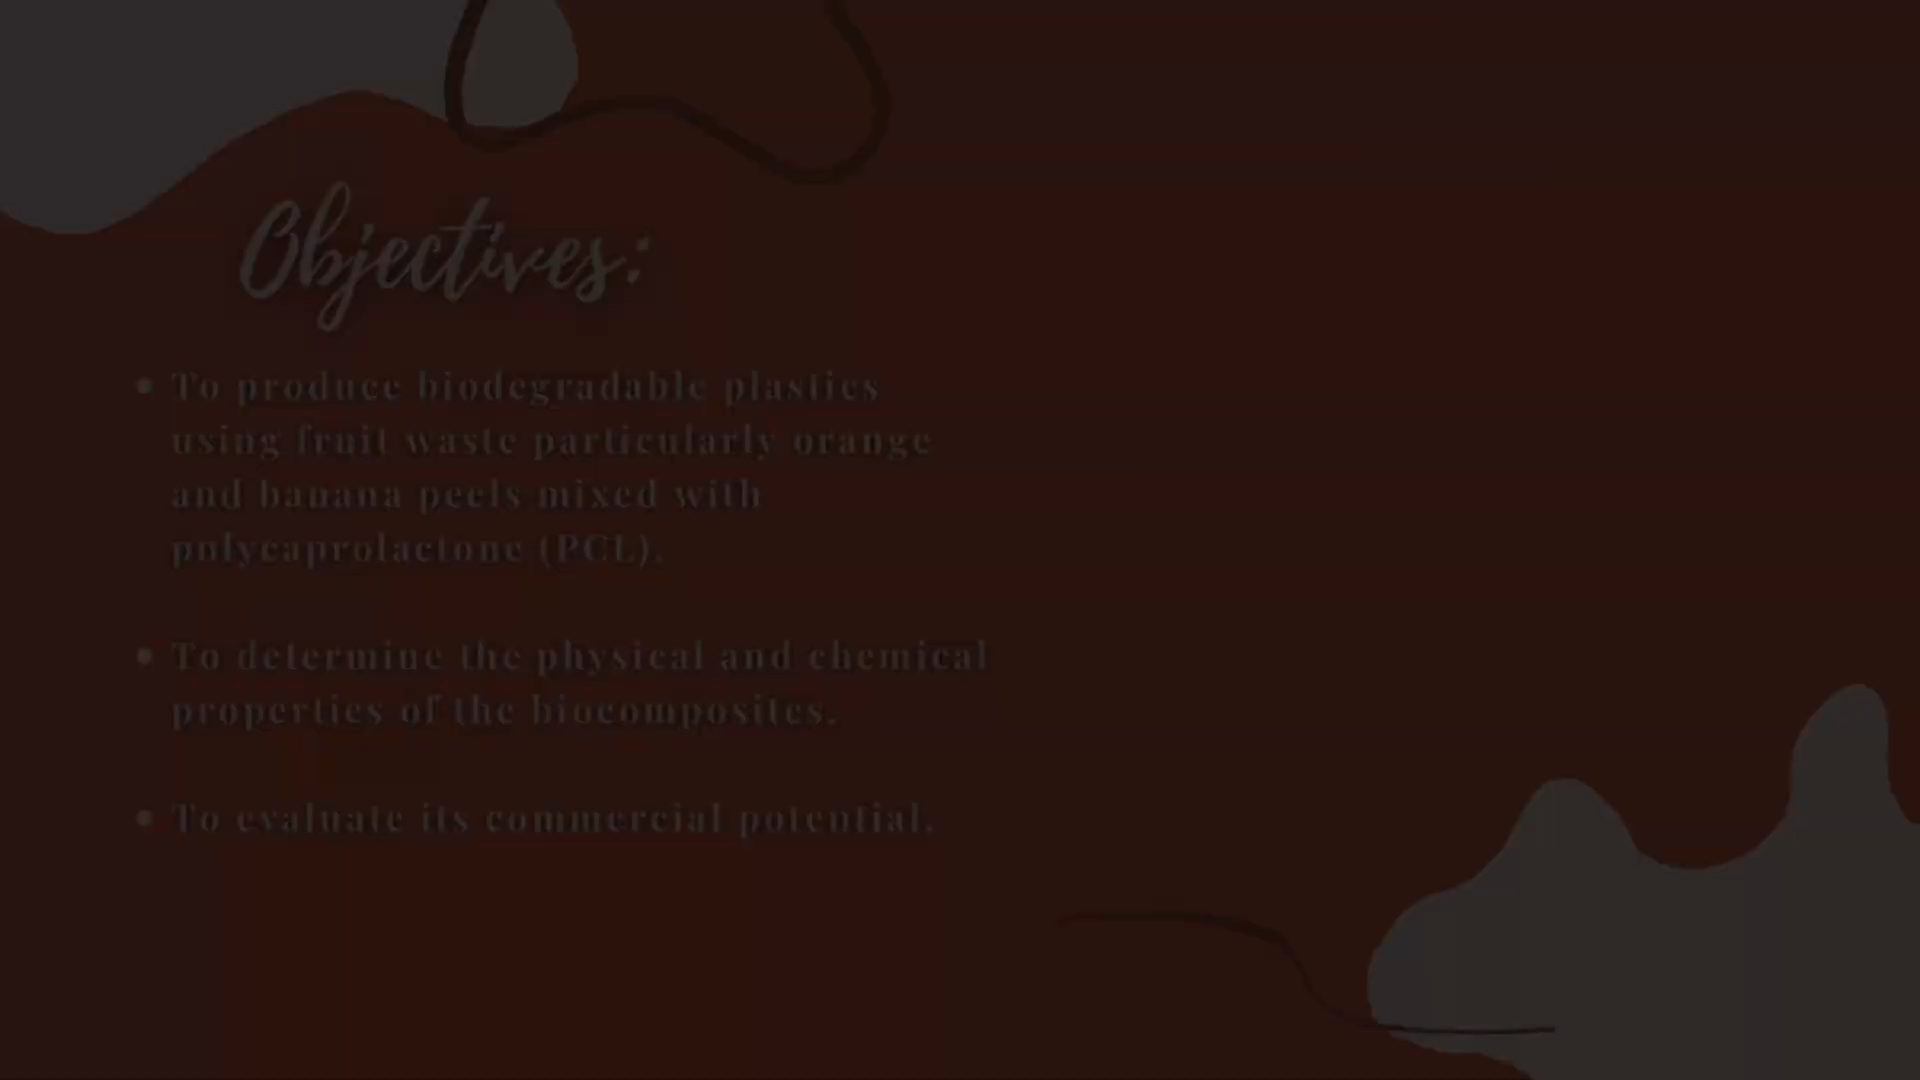 Objectives:
• To produce biodegradable plastics
using fruit waste particularly orange
and banana peels mixed with
polycaprolactone (PCL).
• To determine the physical and chemical
properties of the biocomposites.
• To evaluate its commercial potential.